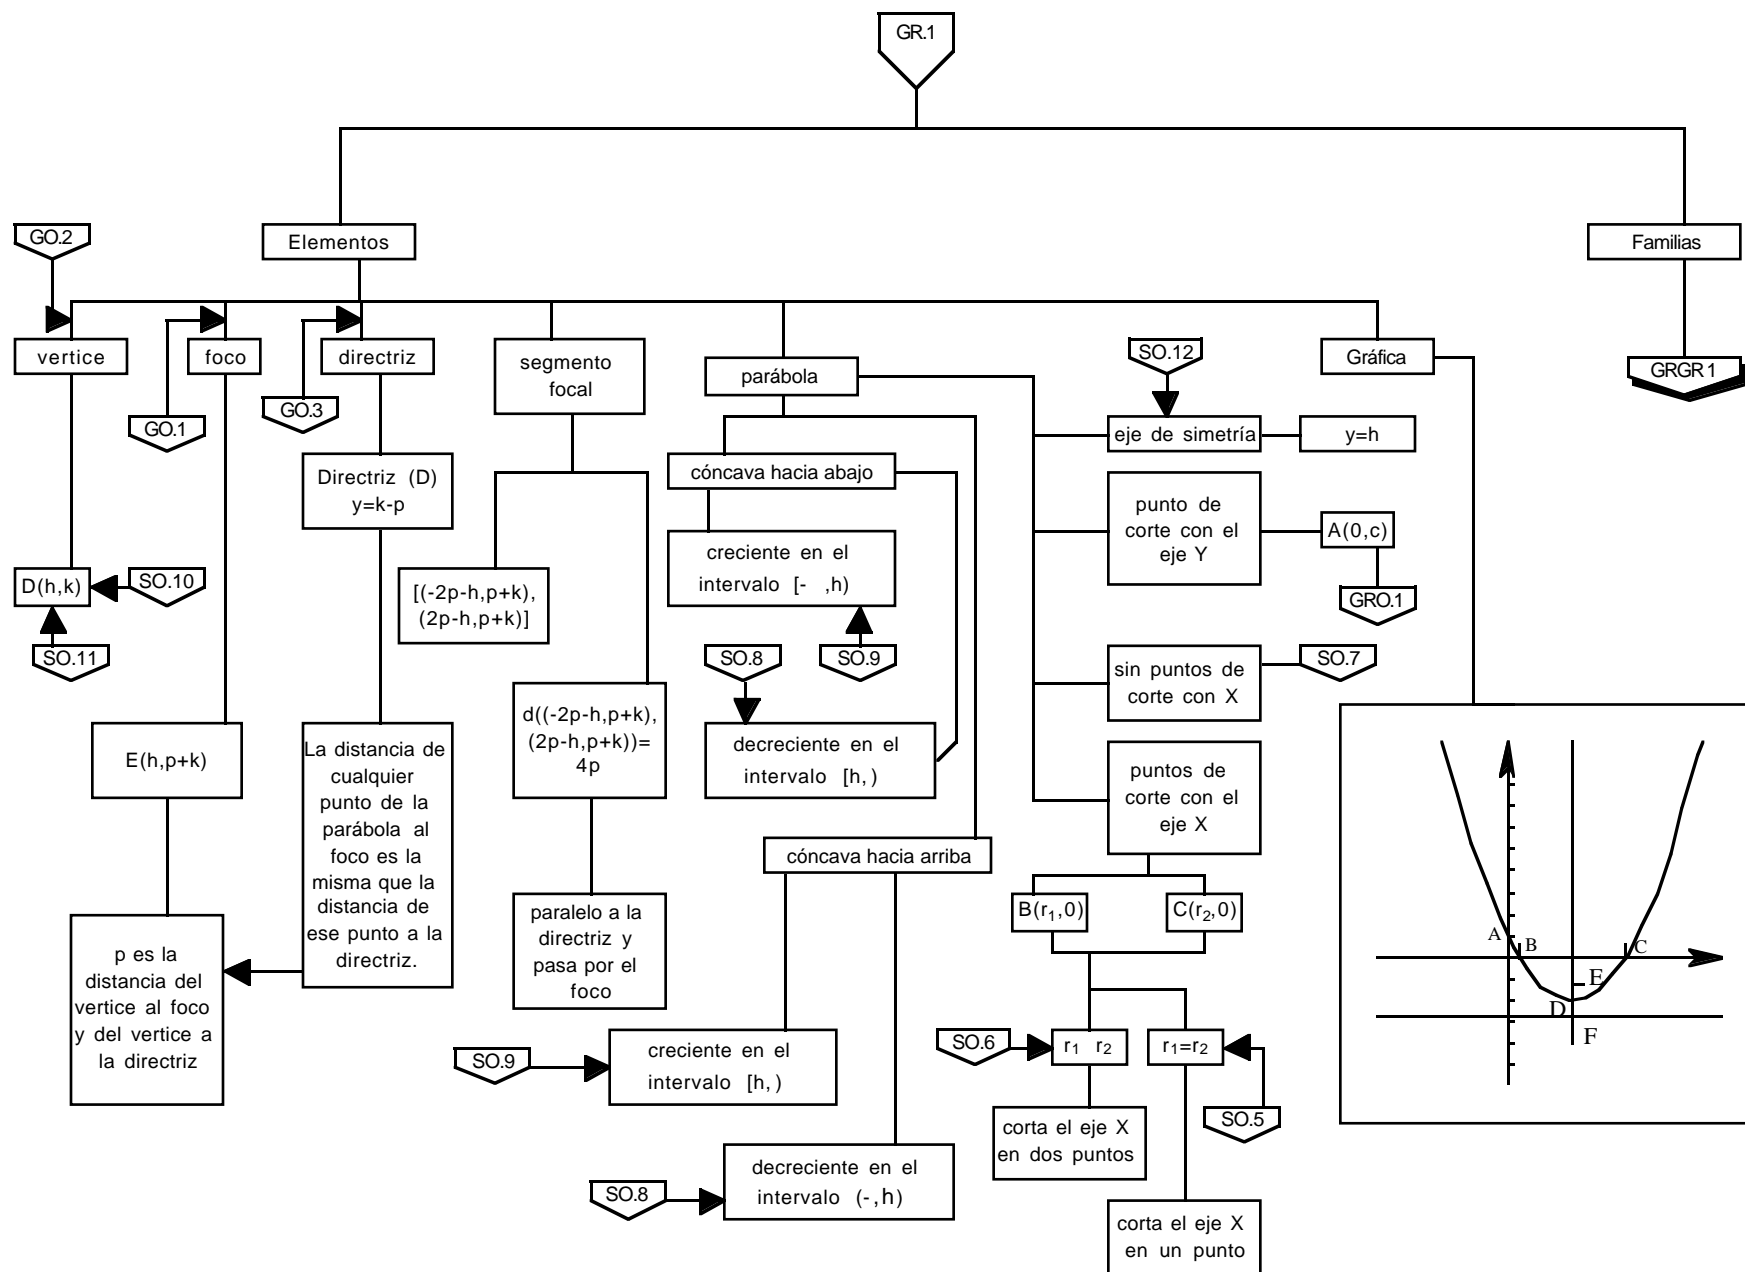 GR.1
GO.2
Elementos
Familias
vertice
foco
directriz
segmento
focal
parábola
SO.12
Gráfica
GRGR 1
GO.1
GO.3
eje de simetría
y=h
Directriz (D)
y=k-p
cóncava hacia abajo
punto de
corte con el
eje Y
A(0,c)
creciente en el
intervalo [- ,h)
D(h,k)
SO.10
[(-2p-h,p+k),
(2p-h,p+k)]
GRO.1
SO.11
SO.8
SO.9
sin puntos de
corte con X
SO.7
d((-2p-h,p+k),
(2p-h,p+k))=
4p
E(h,p+k)
La distancia de
cualquier
punto de la
parábola al
foco es la
misma que la
distancia de
ese punto a la
directriz.
decreciente en el
intervalo [h,)
puntos de
corte con el
eje X
cóncava hacia arriba
B(r1,0)
C(r2,0)
paralelo a la
directriz y
pasa por el
foco
p es la
distancia del
vertice al foco
y del vertice a
la directriz
A
B
C
E
D
F
SO.9
creciente en el
intervalo [h,)
SO.6
r1 r2
r1=r2
SO.5
corta el eje X
en dos puntos
SO.8
decreciente en el
intervalo (-,h)
corta el eje X
en un punto